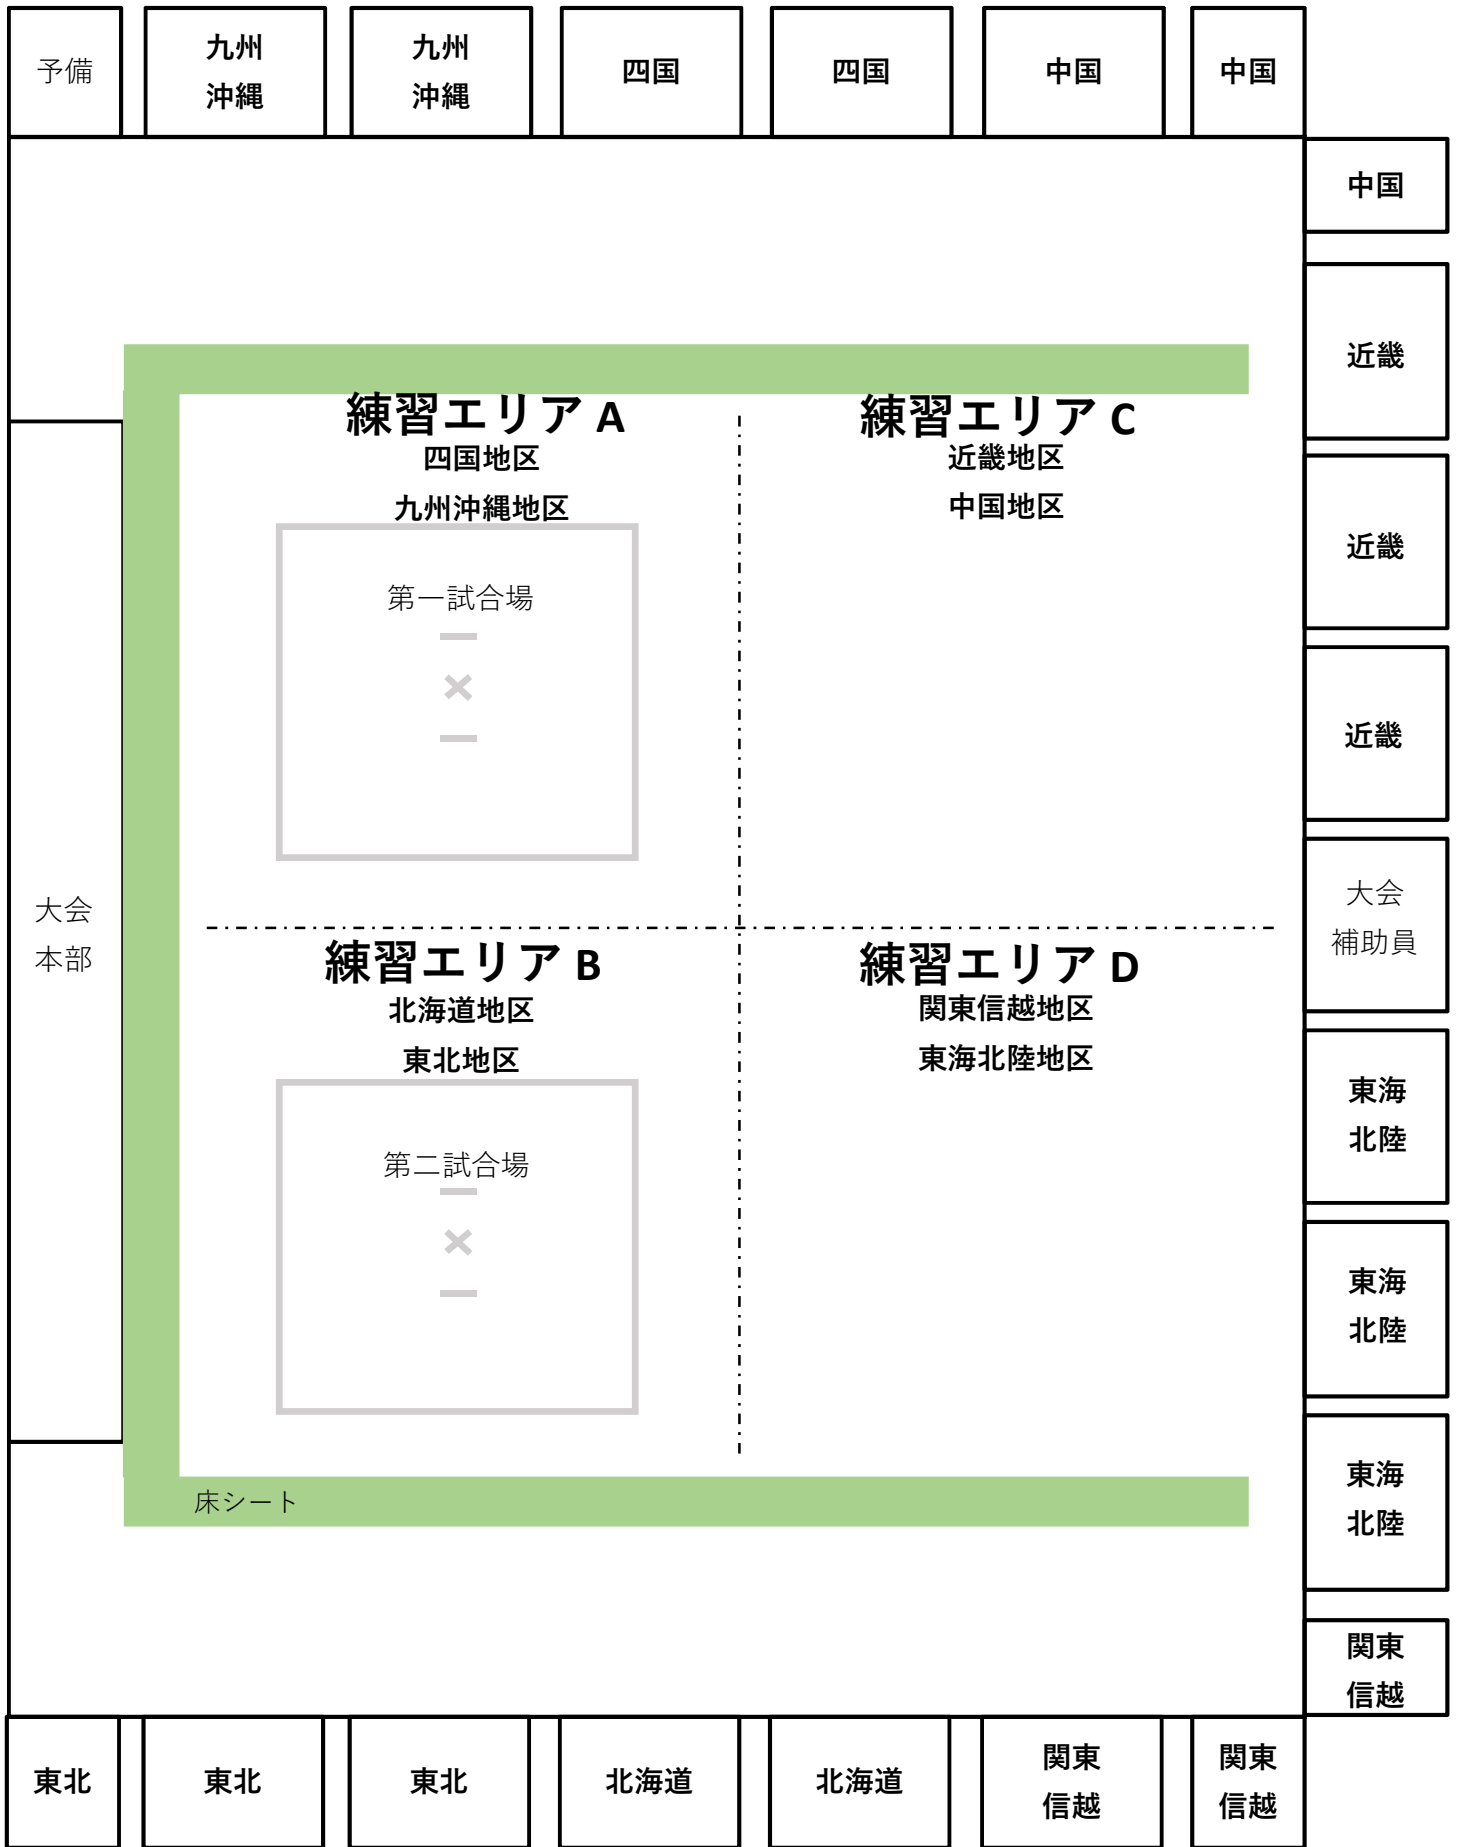 予備
九州
沖縄
九州
沖縄
四国
四国
中国
中国
中国
近畿
近畿
近畿
大会
補助員
東海
北陸
東海
北陸
東海
北陸
関東
信越
練習エリア A
四国地区
九州沖縄地区
第一試合場
練習エリア C
近畿地区
中国地区
大会
本部
練習エリア B
北海道地区
東北地区
第二試合場
練習エリア D
関東信越地区
東海北陸地区
床シート
東北
東北
東北
北海道
北海道
関東
信越
関東
信越